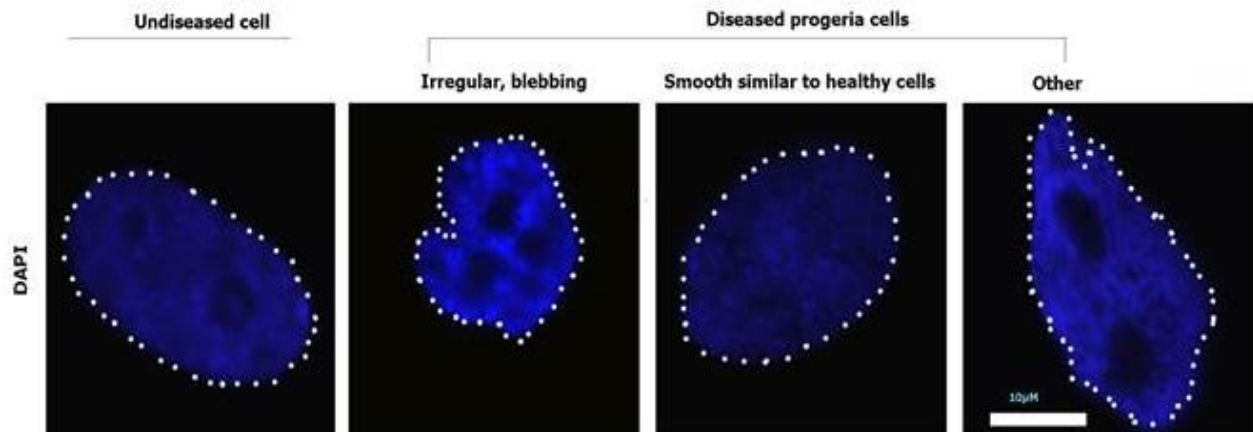 Undiseased cell
Diseased progeria cells
Irregular, blebbing
Smooth similar to healthy cells
Other
DAPI
10µM